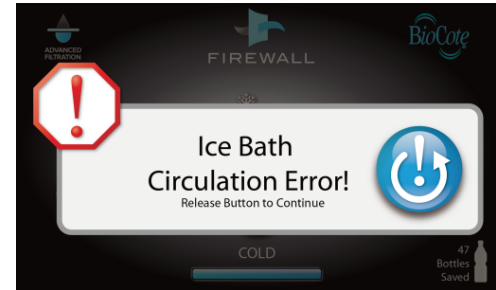 ADVANCED
FILTRATION
FIREWALL
BioCote
Ice Bath
Circulation Error!
Release Button to Continue
COLD
47
Bottles
Saved